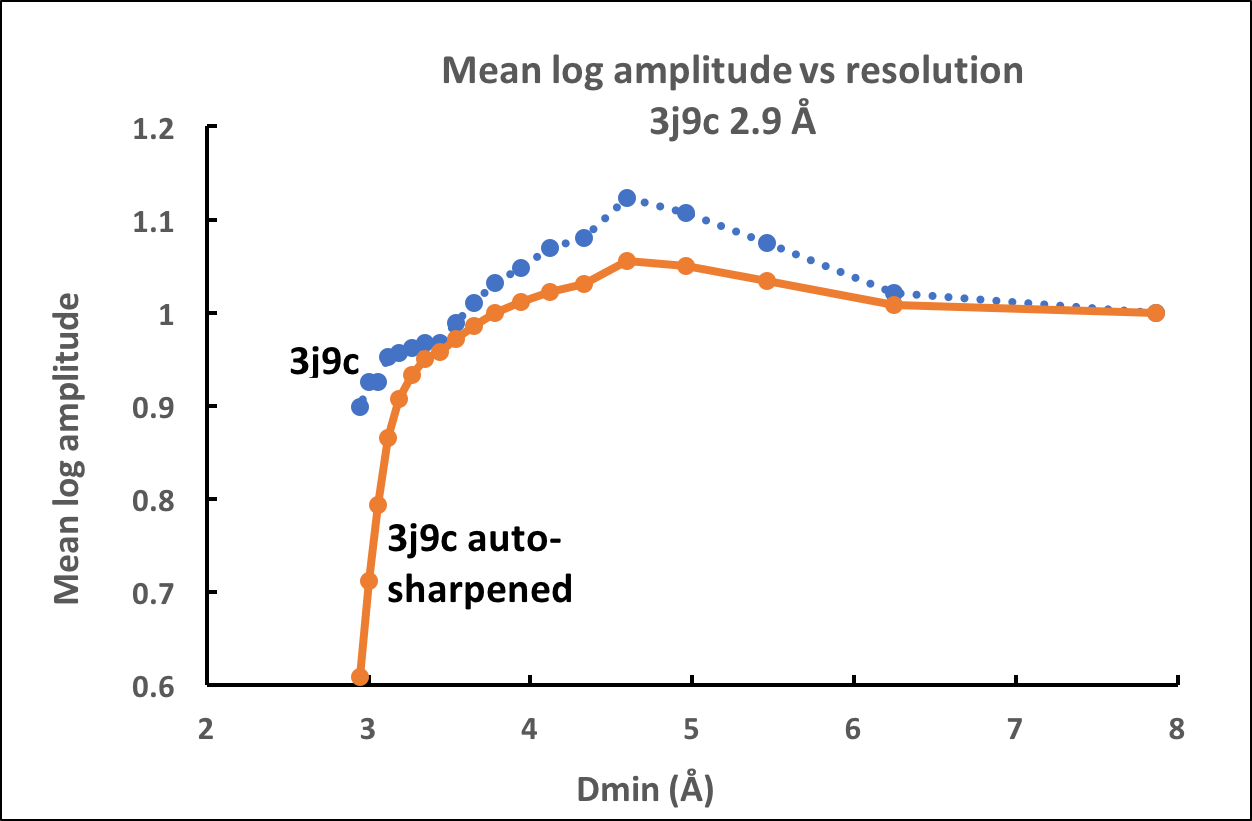 Mean log amplitude vs resolution
3j9c 2.9 Å
1.2
1.1
1
0.9
0.8
0.7
0.6
Mean log amplitude
3j9c
3j9c auto-
sharpened
2 3 4 5 6 7 8
Dmin (Å)